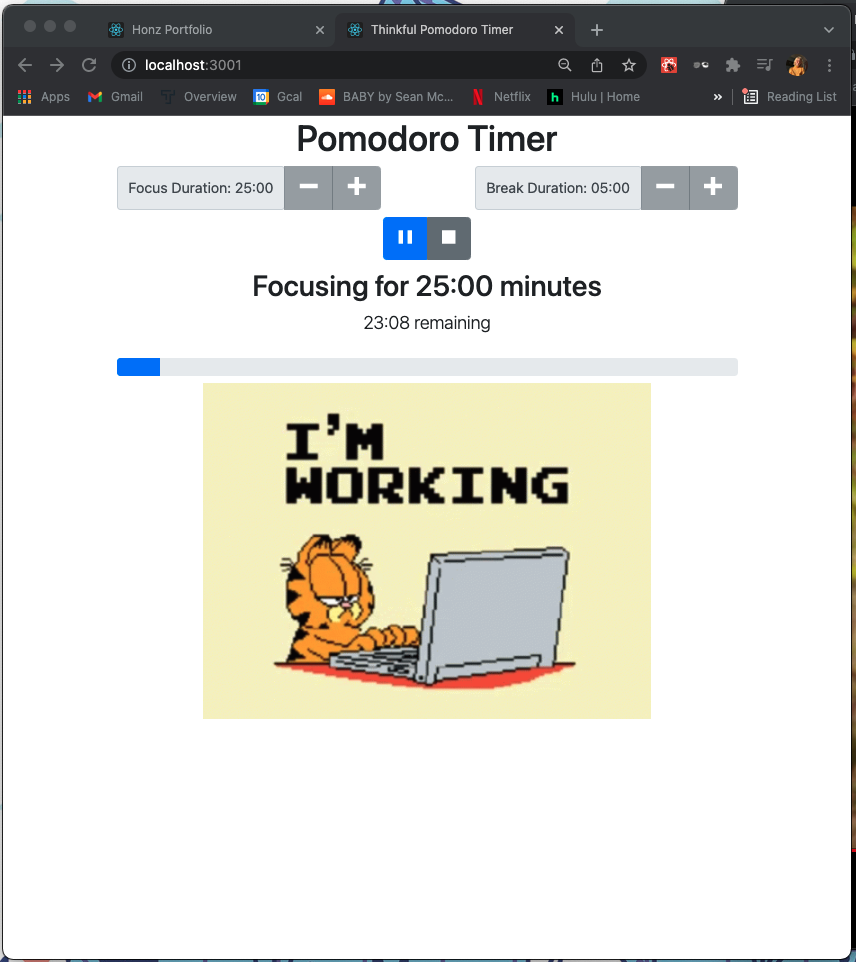 Honz Portfolio
Thinkful Pomodoro Timer
localhost:3001
Apps
Gmail
Overview
10 Gcal
BABY by Sean Mc...
Netflix
h Hulu | Home
»
Reading List
Pomodoro Timer
Focus Duration: 25:00
Break Duration: 05:00
Focusing for 25:00 minutes
23:08 remaining
I'M
WORKING